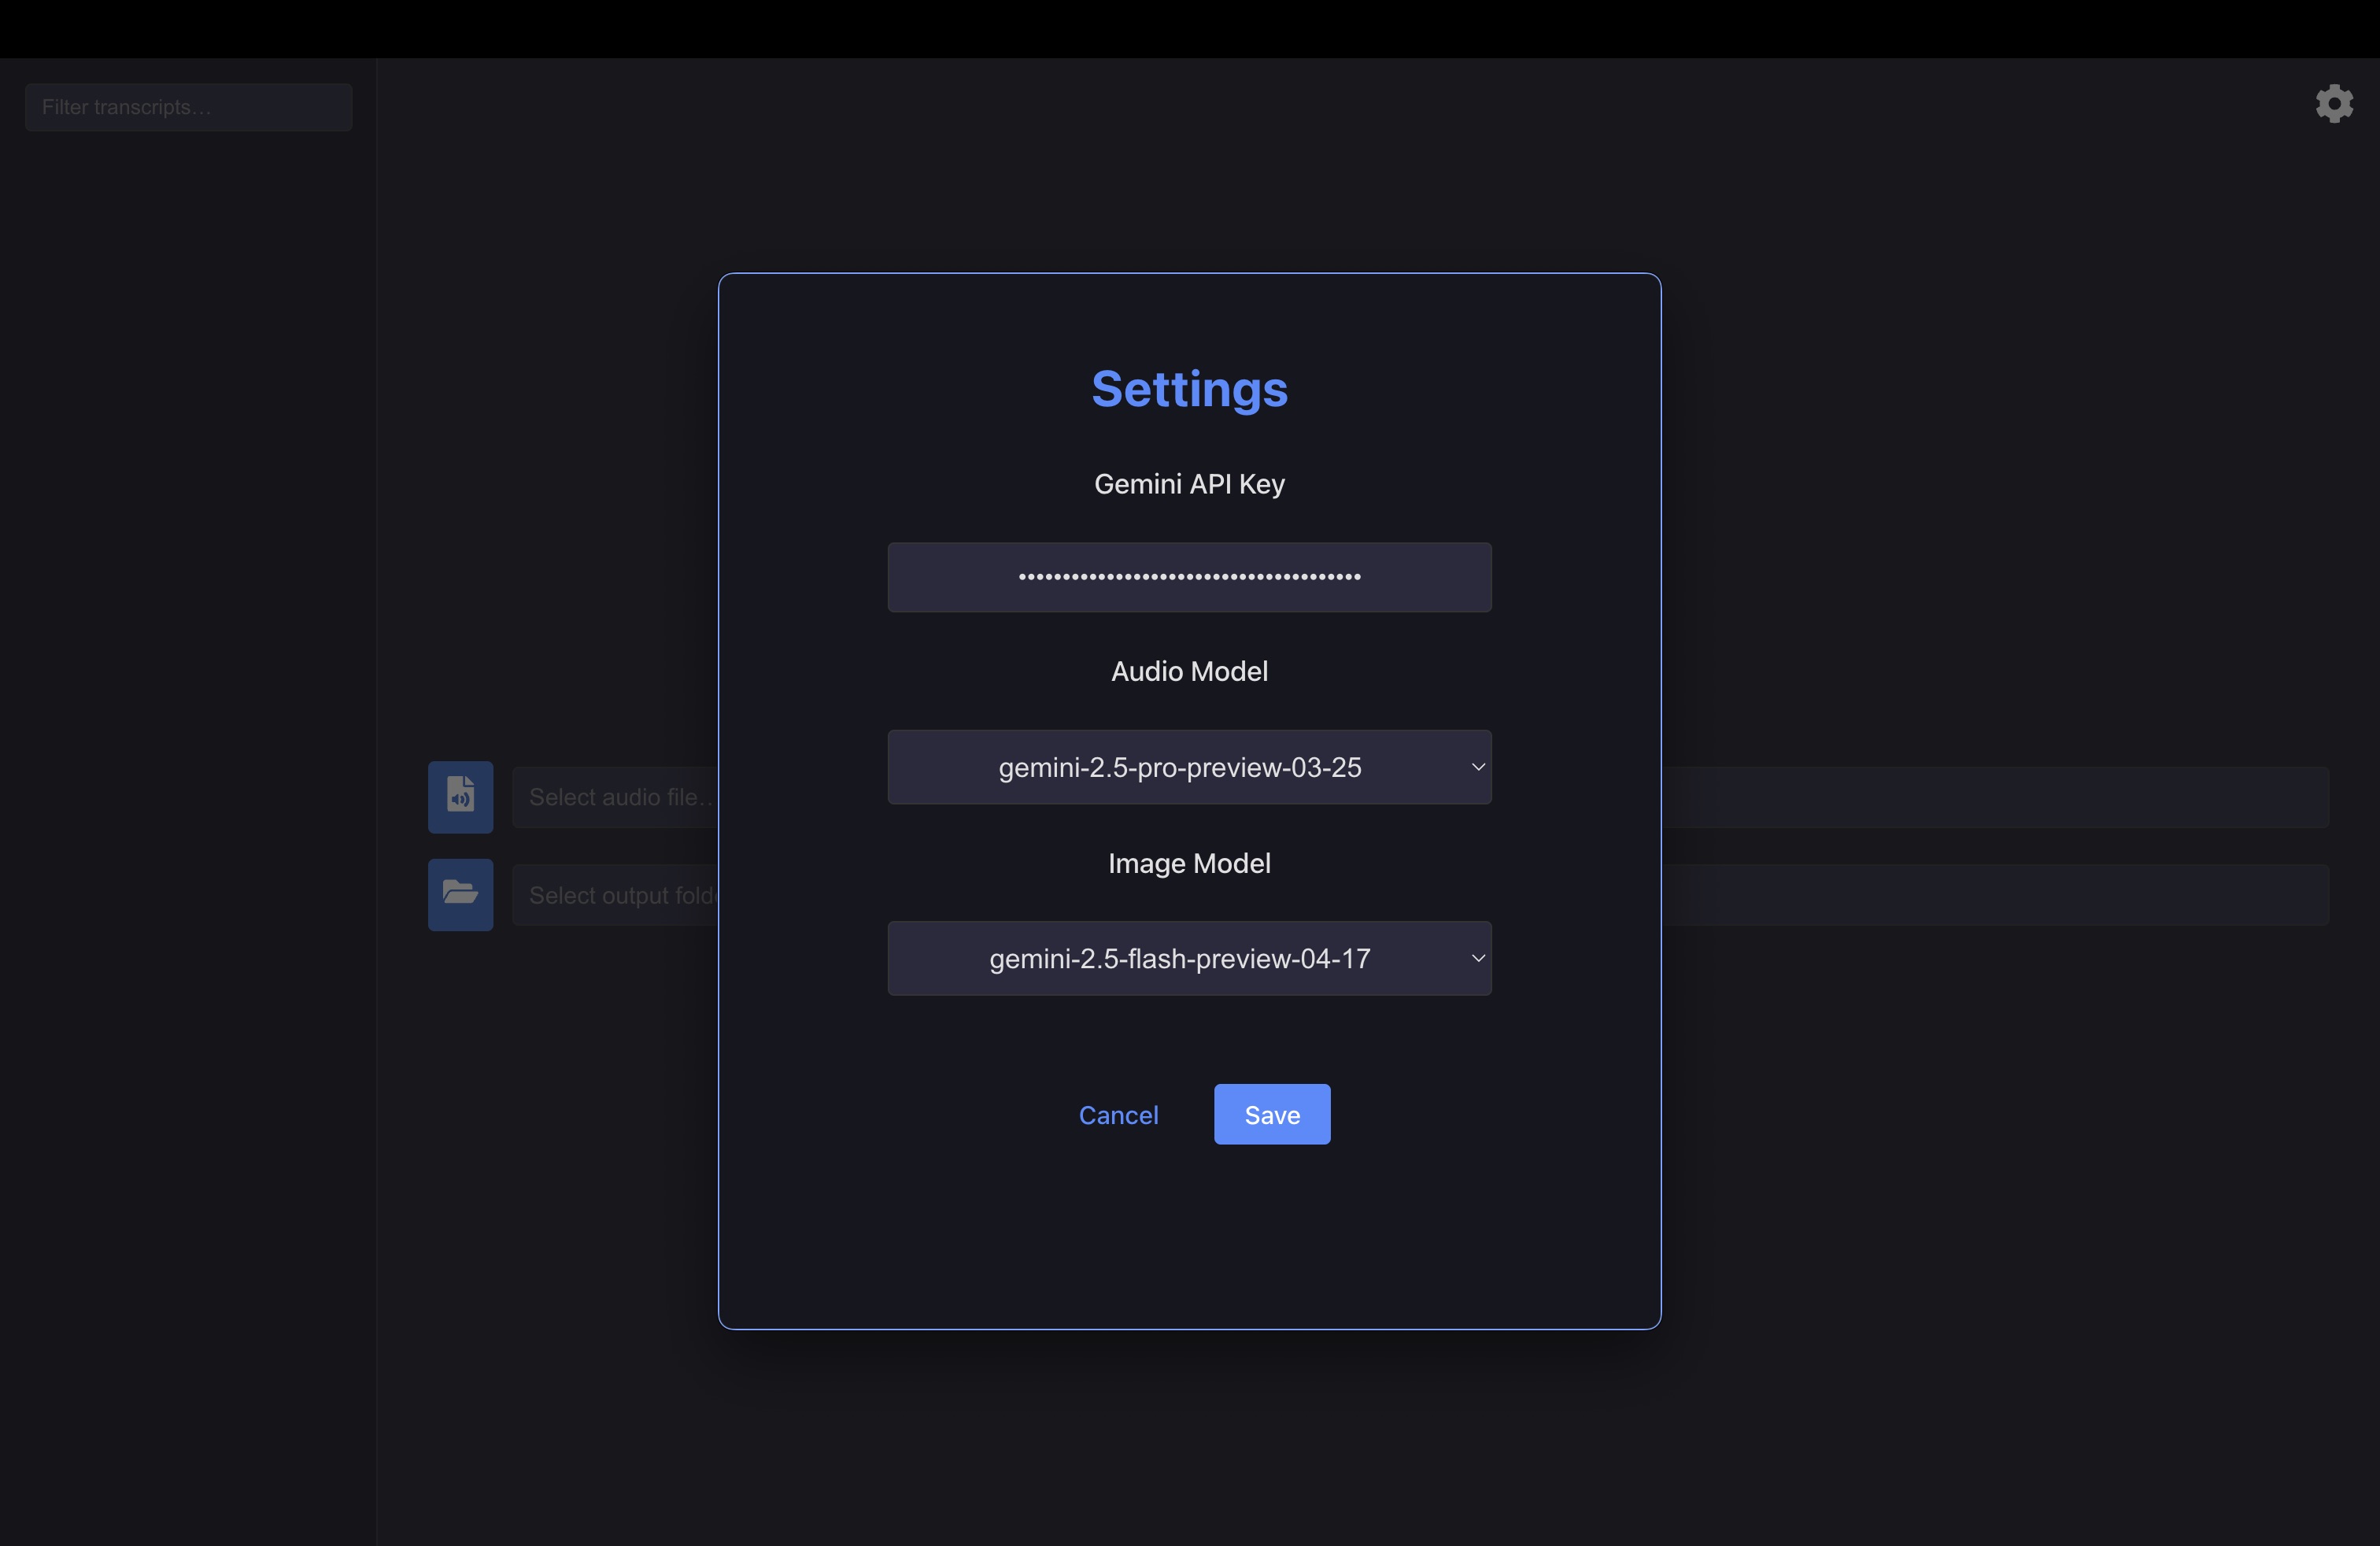 Filter transcripts...
Settings
Gemini API Key
••••••••••••••••••••••••••••••••••••••
Audio Model
gemini-2.5-pro-preview-03-25
Select audio file..
Image Model
Select output fold
gemini-2.5-flash-preview-04-17
Cancel
Save